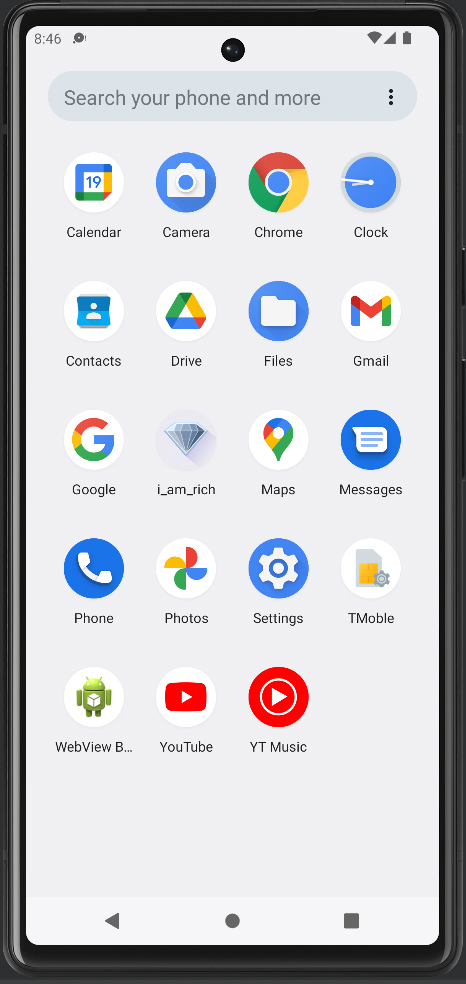 8:46
Search your phone and more
19
Calendar Camera Chrome Clock
Contacts Drive Files Gmail
Google i_am_rich Maps Messages
Phone Photos Settings TMoble
WebView B... YouTube YT Music